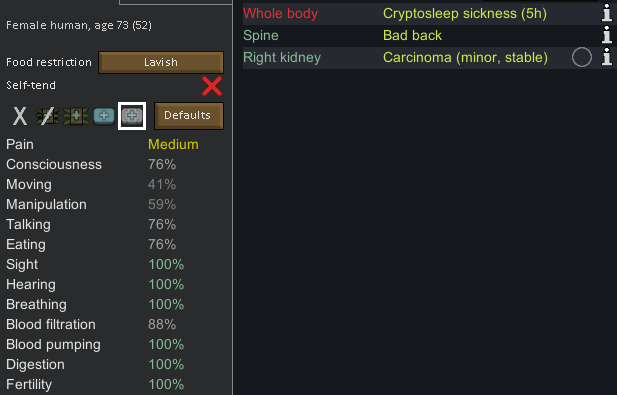 Female human, age 73 (52)
Food restriction Lavish
Self-tend
Defaults
Pain Medium
Consciousness 76%
Moving 41%
Manipulation 59%
Talking 76%
Eating 76%
Sight 100%
Hearing 100%
Breathing 100%
Blood filtration 88%
Blood pumping 100%
Digestion 100%
Fertility 100%
Whole body Cryptosleep sickness (5h)
Spine Bad back
Right kidney Carcinoma (minor, stable)